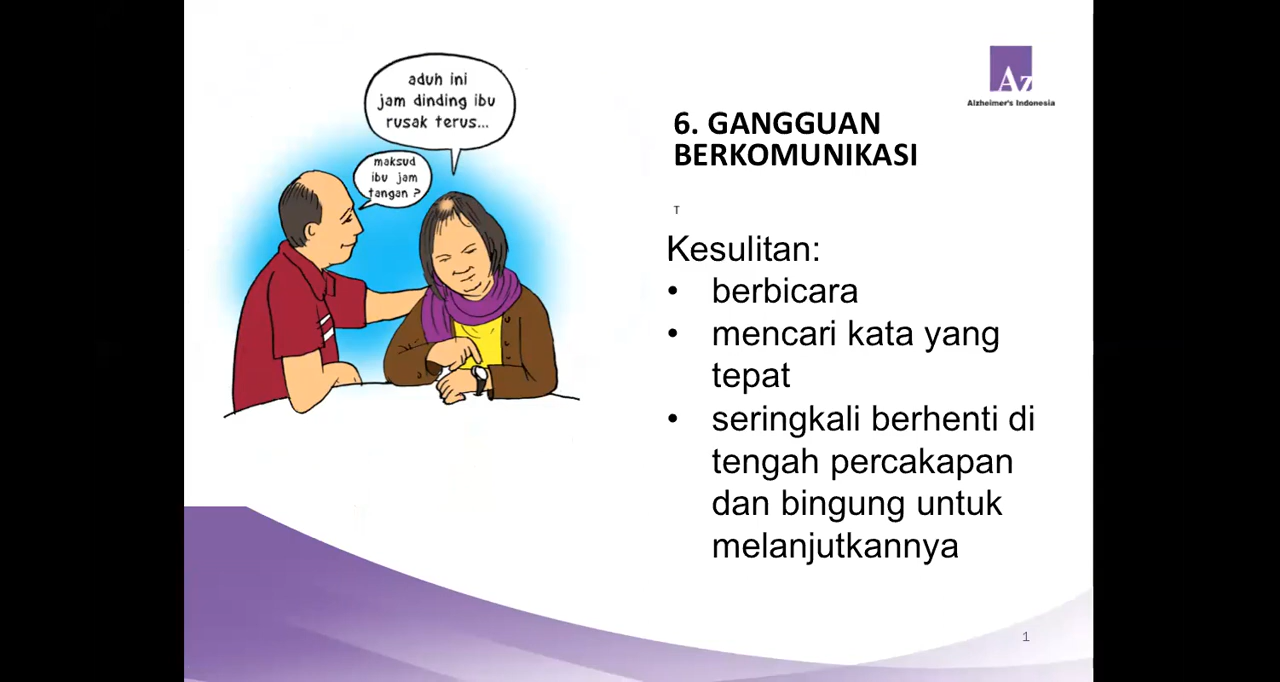 aduh ini
jam dinding ibu
rusak terus...
maksud
ibu jam
tangan ?
Az
Alzheimer's Indonesia
6. GANGGUAN
BERKOMUNIKASI
T
Kesulitan:
• berbicara
• mencari kata yang
tepat
• seringkali berhenti di
tengah percakapan
dan bingung untuk
melanjutkannya
1